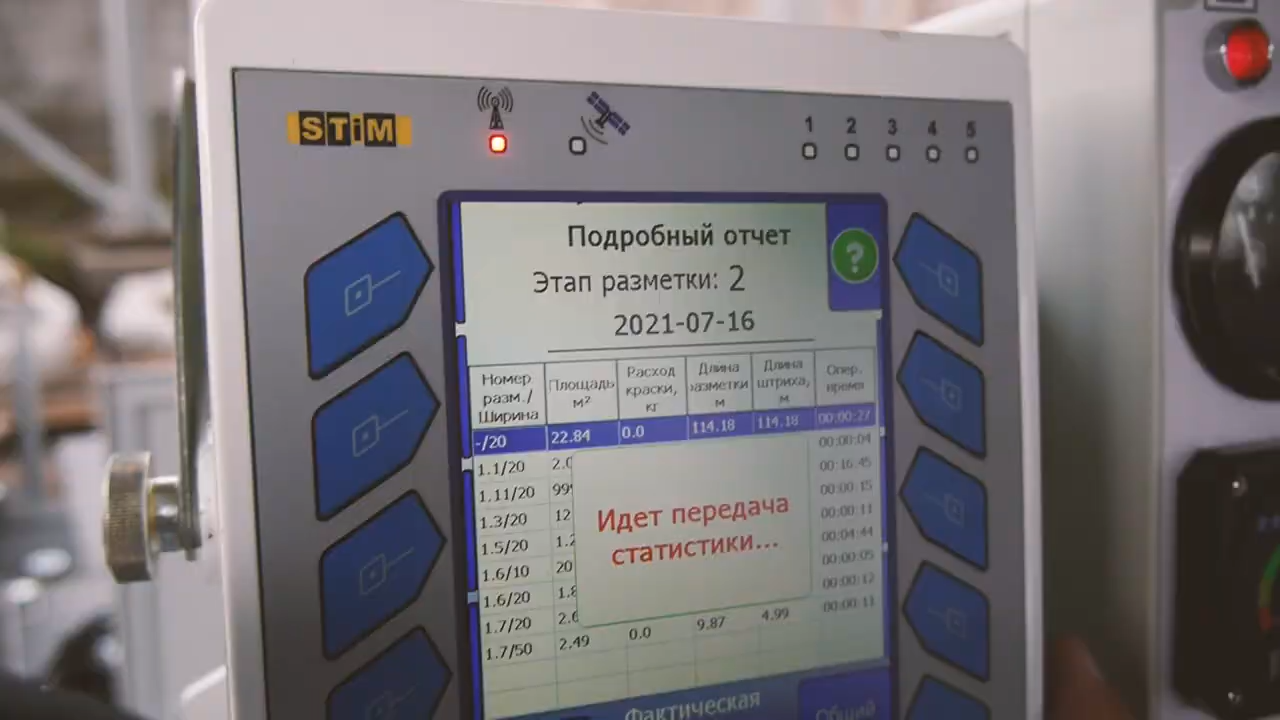 STiM
1 2 3 4 5
Подробный отчет
Этап разметки: 2
2021-07-16
Номер разм./ Ширина Площадь м² Расход краски, кг Длина разметки м Длина штриха, м Опер. время
-/20 22.84 0.0 114.18 114.18 00:00:27
1.1/20 2.0 00:00:04
1.11/20 999 00:16:45
1.3/20 12 00:00:15
1.5/20 1.2 00:00:11
1.6/10 20 00:04:44
1.6/20 1.8 00:00:05
1.7/20 2.6 00:00:12
1.7/50 2.49 0.0 9.87 4.99 00:00:11
Идет передача
статистики...
?
Фактическая
Общий